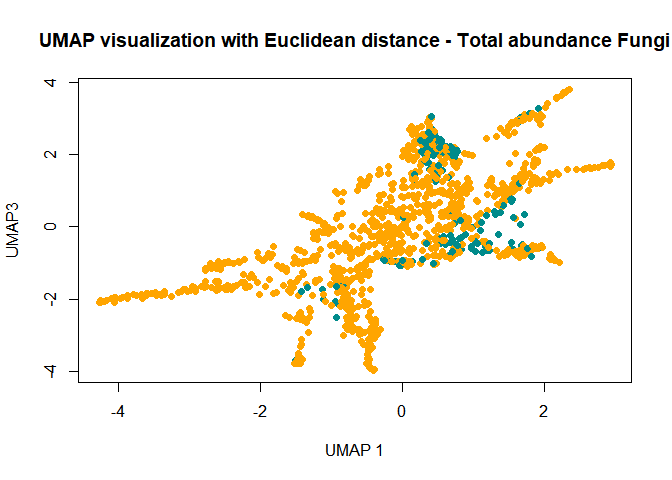 UMAP visualization with Euclidean distance - Total abundance Fungi
4
2
0
-2
-4
UMAP3
-4 -2 0 2
UMAP 1